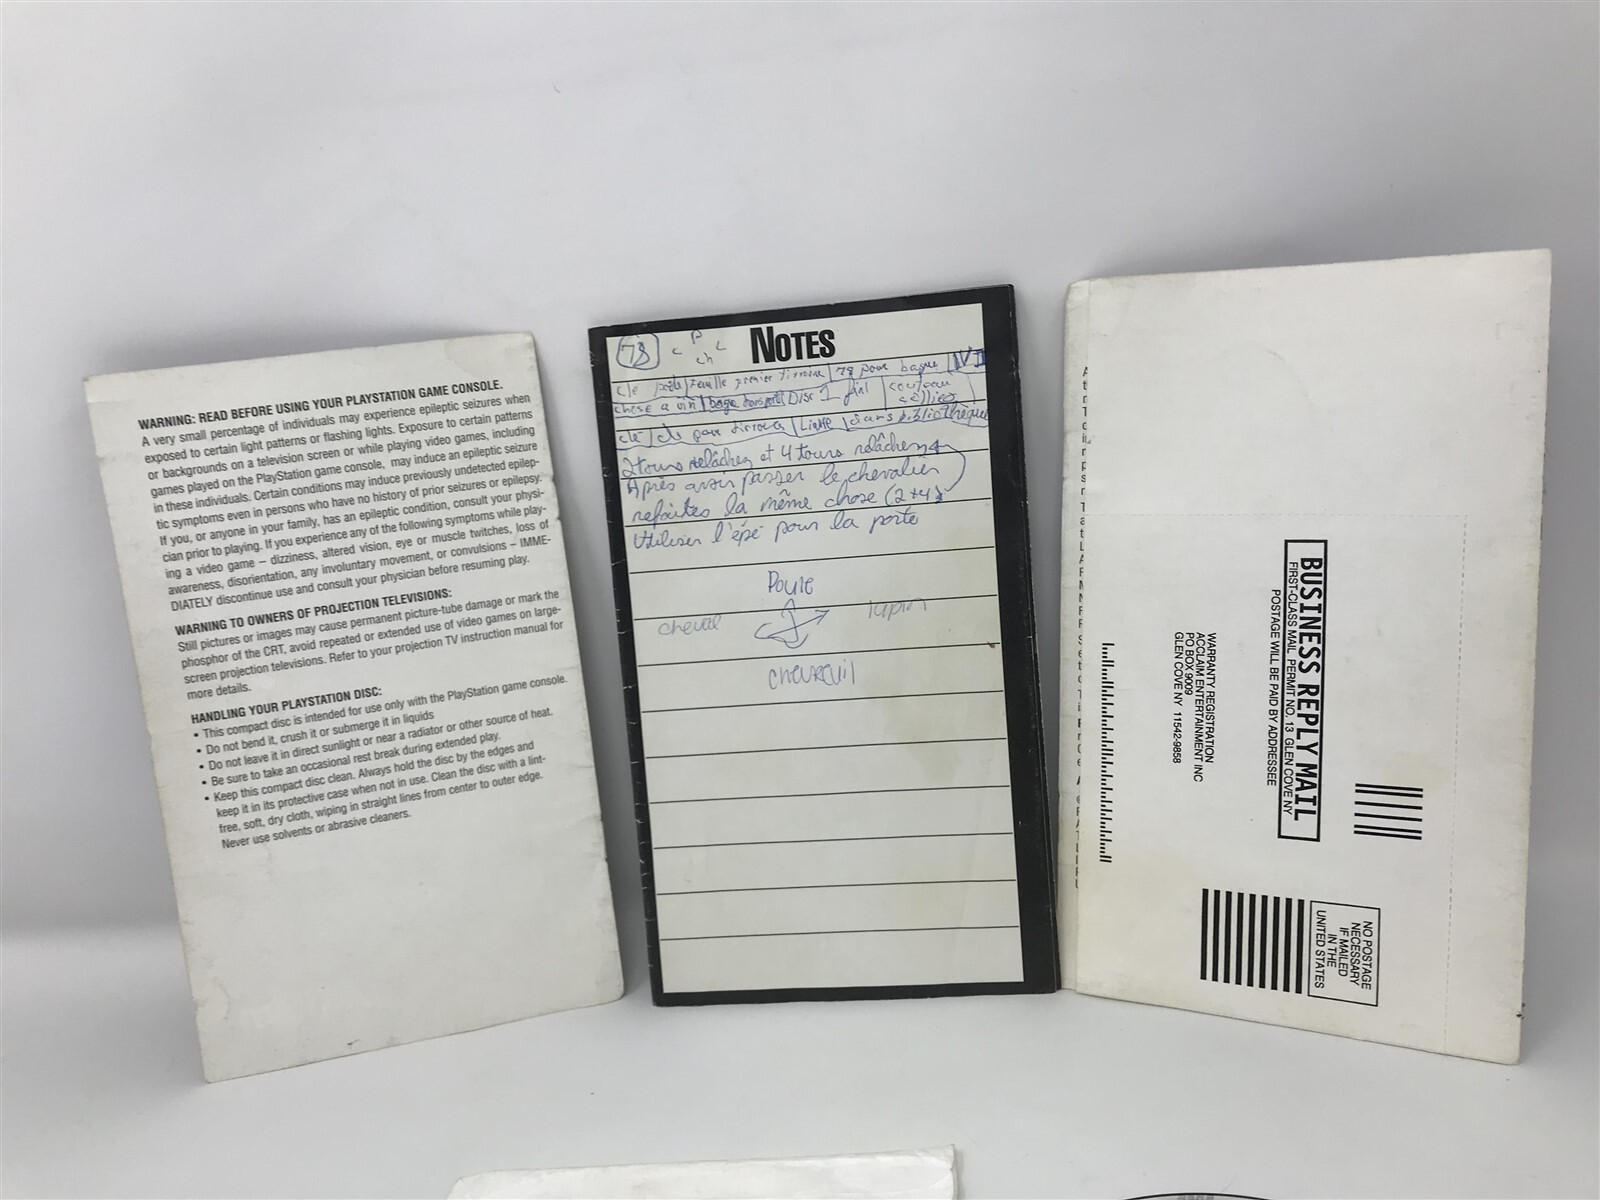 WARNING: READ BEFORE USING YOUR PLAYSTATION GAME CONSOLE.
A very small percentage of individuals may experience epileptic seizures when
exposed to certain light patterns or flashing lights. Exposure to certain patterns
or backgrounds on a television screen or while playing video games, including
games played on the PlayStation game console, may induce an epileptic seizure
in these individuals. Certain conditions may induce previously undetected epilep-
tic symptoms even in persons who have no history of prior seizures or epilepsy.
If you, or anyone in your family, has an epileptic condition, consult your physi-
cian prior to playing. If you experience any of the following symptoms while play-
ing a video game – dizziness, altered vision, eye or muscle twitches, loss of
awareness, disorientation, any involuntary movement, or convulsions – IMME-
DIATELY discontinue use and consult your physician before resuming play.
WARNING TO OWNERS OF PROJECTION TELEVISIONS:
Still pictures or images may cause permanent picture-tube damage or mark the
phosphor of the CRT, avoid repeated or extended use of video games on large-
screen projection televisions. Refer to your projection TV instruction manual for
more details.
HANDLING YOUR PLAYSTATION DISC:
• This compact disc is intended for use only with the PlayStation game console.
• Do not bend it, crush it or submerge it in liquids
• Do not leave it in direct sunlight or near a radiator or other source of heat.
• Be sure to take an occasional rest break during extended play.
• Keep this compact disc clean. Always hold the disc by the edges and
keep it in its protective case when not in use. Clean the disc with a lint-
free, soft, dry cloth, wiping in straight lines from center to outer edge.
Never use solvents or abrasive cleaners.
78 c P L ch
NOTES
clé porte | Feuille premier tirroire | 78 pour bague
chose a vin | Disc 1 fini | couteau
collier
clé | clé pour tirroire | Livre | dans bibliothèque
2 tours relâchez et 4 tours relâchez
Après avoir passer le chevalier
refaites la même chose (2+4)
Utiliser l'épé pour la porte
Poule
cheval lapin
chevreuil
BUSINESS REPLY MAIL
FIRST-CLASS MAIL PERMIT NO. 13 GLEN COVE NY
POSTAGE WILL BE PAID BY ADDRESSEE
WARRANTY REGISTRATION
ACCLAIM ENTERTAINMENT INC
PO BOX 9009
GLEN COVE NY 11542-9858
NO POSTAGE
NECESSARY
IF MAILED
IN THE
UNITED STATES